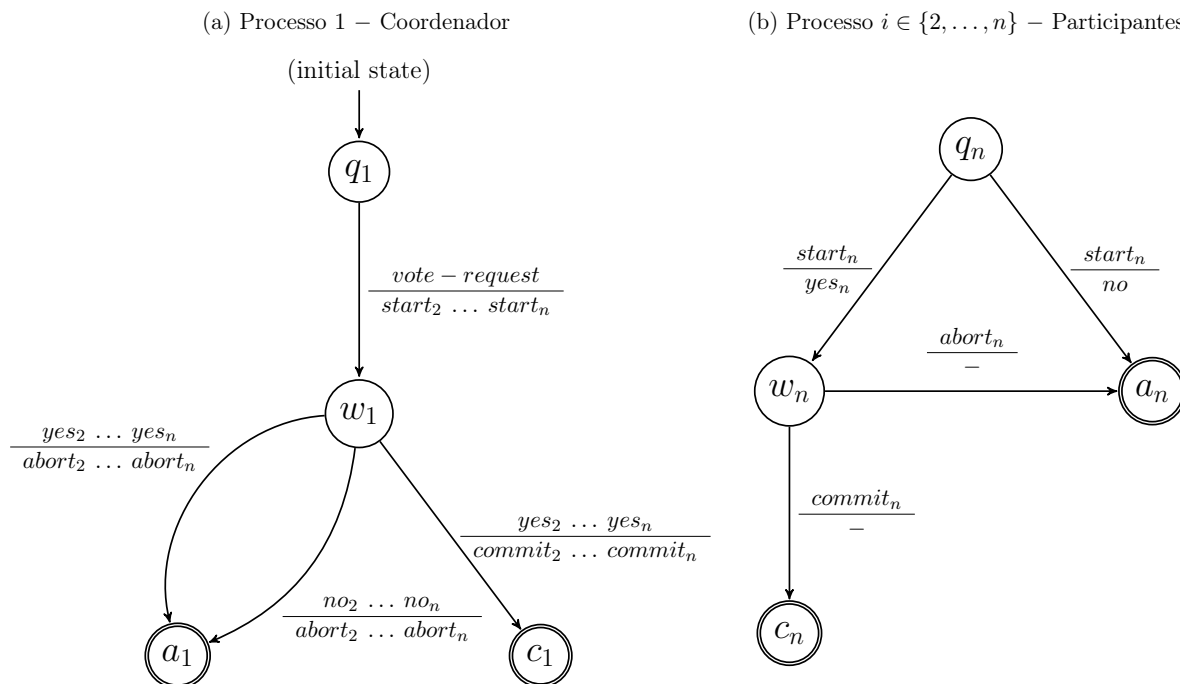 (a) Processo 1 – Coordenador
(initial state)
q₁
vote − request
start₂ … startₙ
w₁
yes₂ … yesₙ
abort₂ … abortₙ
yes₂ … yesₙ
commit₂ … commitₙ
no₂ … noₙ
abort₂ … abortₙ
a₁
c₁
(b) Processo i ∈ {2, . . . , n} – Participantes
qₙ
startₙ
yesₙ
startₙ
no
abortₙ
−
wₙ
aₙ
commitₙ
−
cₙ